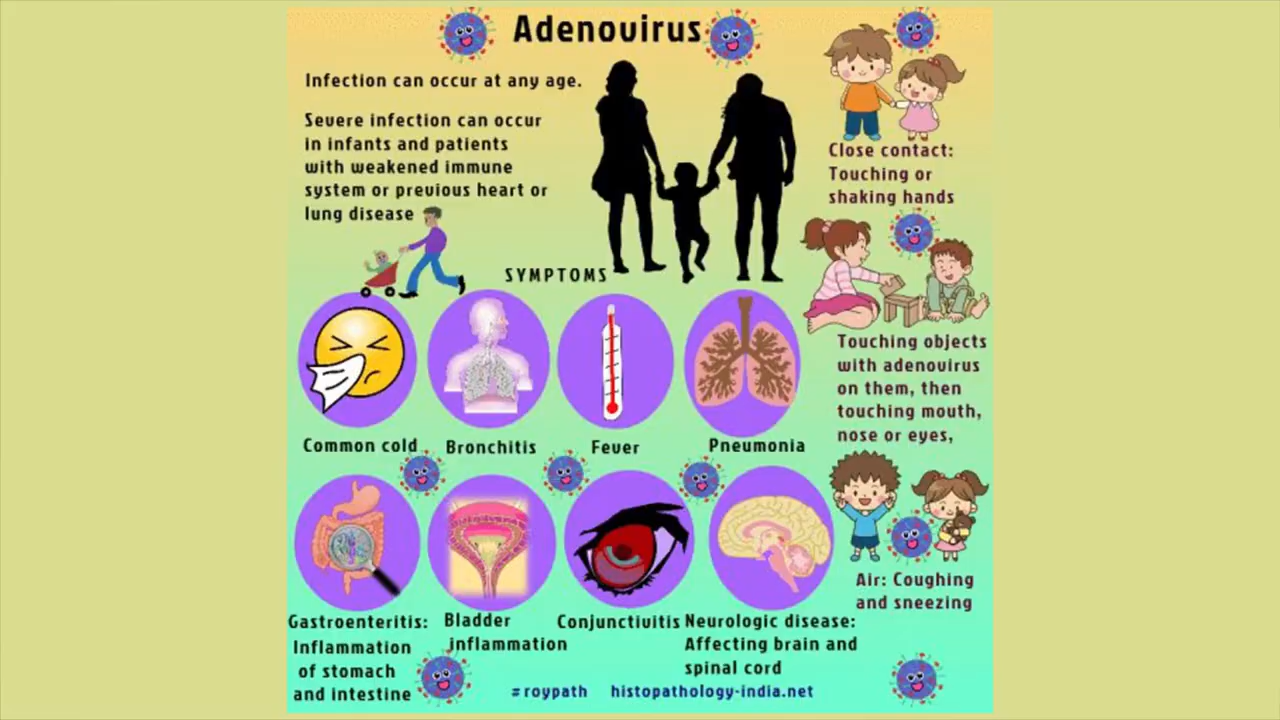 Adenovirus
Infection can occur at any age.
Severe infection can occur
in infants and patients
with weakened immune
system or previous heart or
lung disease
Close contact:
Touching or
shaking hands
Touching objects
with adenovirus
on them, then
touching mouth,
nose or eyes,
Air: Coughing
and sneezing
SYMPTOMS
Common cold
Bronchitis
Fever
Pneumonia
Gastroenteritis:
Inflammation
of stomach
and intestine
Bladder
inflammation
Conjunctivitis
Neurologic disease:
Affecting brain and
spinal cord
#roypath histopathology-india.net